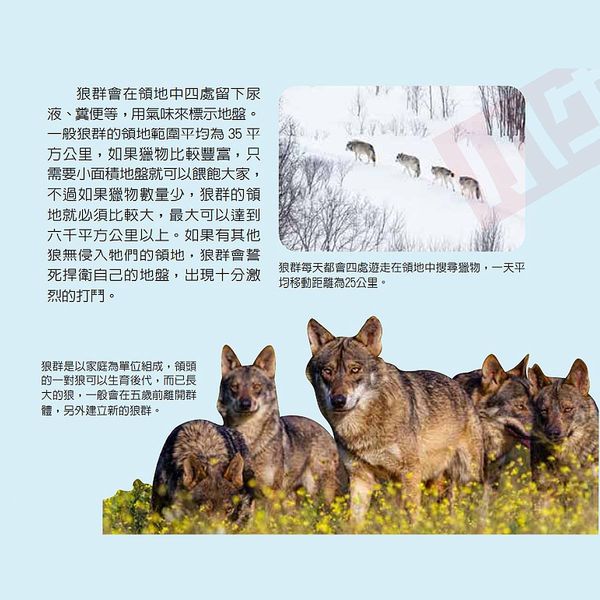 狼群會在領地中四處留下尿
液、糞便等，用氣味來標示地盤。
一般狼群的領地範圍平均為 35 平
方公里，如果獵物比較豐富，只
需要小面積地盤就可以餵飽大家，
不過如果獵物數量少，狼群的領
地就必須比較大，最大可以達到
六千平方公里以上。如果有其他
狼無侵入牠們的領地，狼群會誓
死捍衛自己的地盤，出現十分激
烈的打鬥。
狼群每天都會四處遊走在領地中搜尋獵物，一天平
均移動距離為25公里。
狼群是以家庭為單位組成，領頭
的一對狼可以生育後代，而已長
大的狼，一般會在五歲前離開群
體，另外建立新的狼群。